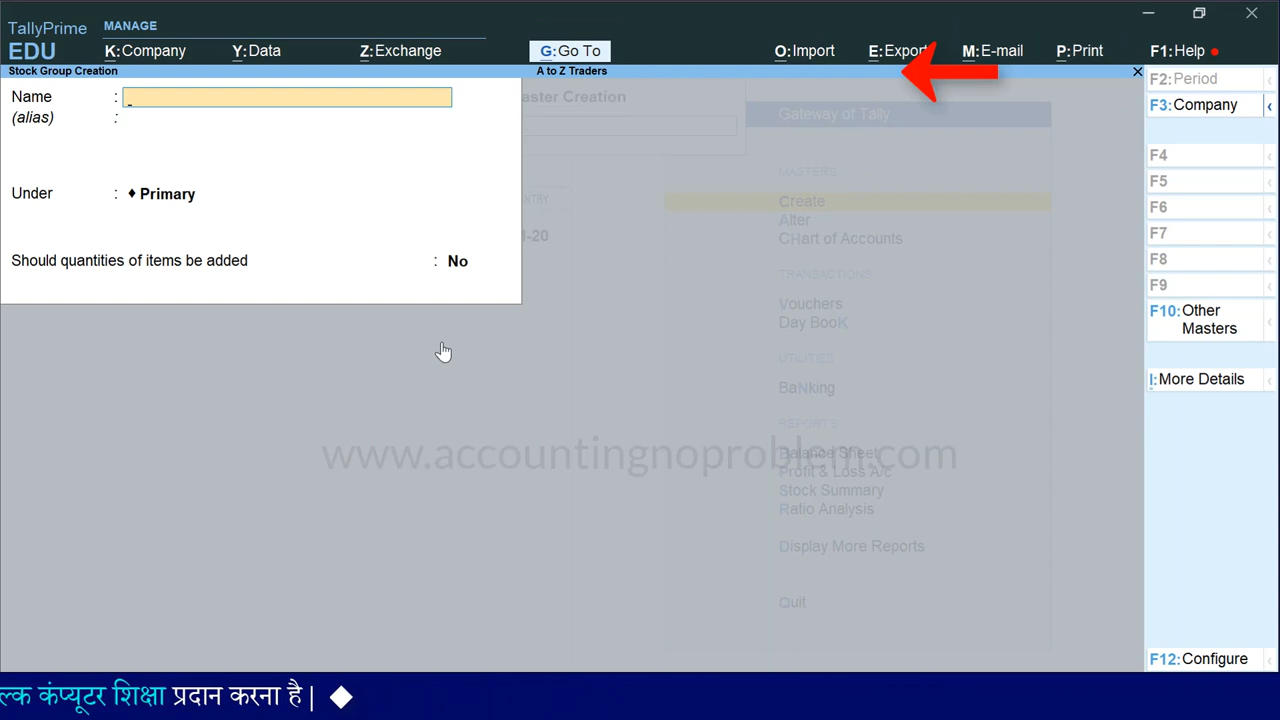 TallyPrime
EDU
MANAGE
K:Company Y:Data Z:Exchange G:Go To O:Import E:Export M:E-mail P:Print F1:Help
Stock Group Creation A to Z Traders
Name :
(alias) :
Under : ♦ Primary
Should quantities of items be added : No
Gateway of Tally
MASTERS
Create
Alter
CHart of Accounts
TRANSACTIONS
Vouchers
Day BooK
UTILITIES
BaNking
REPORTS
Balance Sheet
Profit & Loss A/c
Stock Summary
Ratio Analysis
Display More Reports
Quit
www.accountingnoproblem.com
F2:Period
F3:Company
F4
F5
F6
F7
F8
F9
F10:Other
Masters
I:More Details
F12:Configure
कंप्यूटर शिक्षा प्रदान करना है |